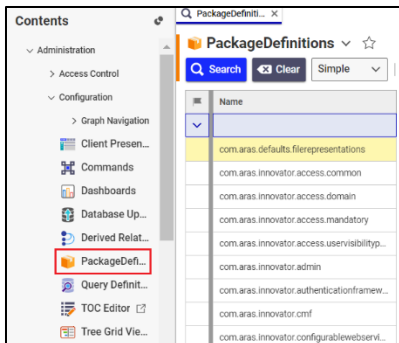 Contents
Administration
Access Control
Configuration
Graph Navigation
Client Presen...
Commands
Dashboards
Database Up...
Derived Relat...
PackageDefi...
Query Definit...
TOC Editor
Tree Grid Vie...
PackageDefiniti... ×
PackageDefinitions
Search Clear Simple
Name
com.aras.defaults.filerepresentations
com.aras.innovator.access.common
com.aras.innovator.access.domain
com.aras.innovator.access.mandatory
com.aras.innovator.access.uservisibilityp...
com.aras.innovator.admin
com.aras.innovator.authenticationframew...
com.aras.innovator.cmf
com.aras.innovator.configurablewebservi...